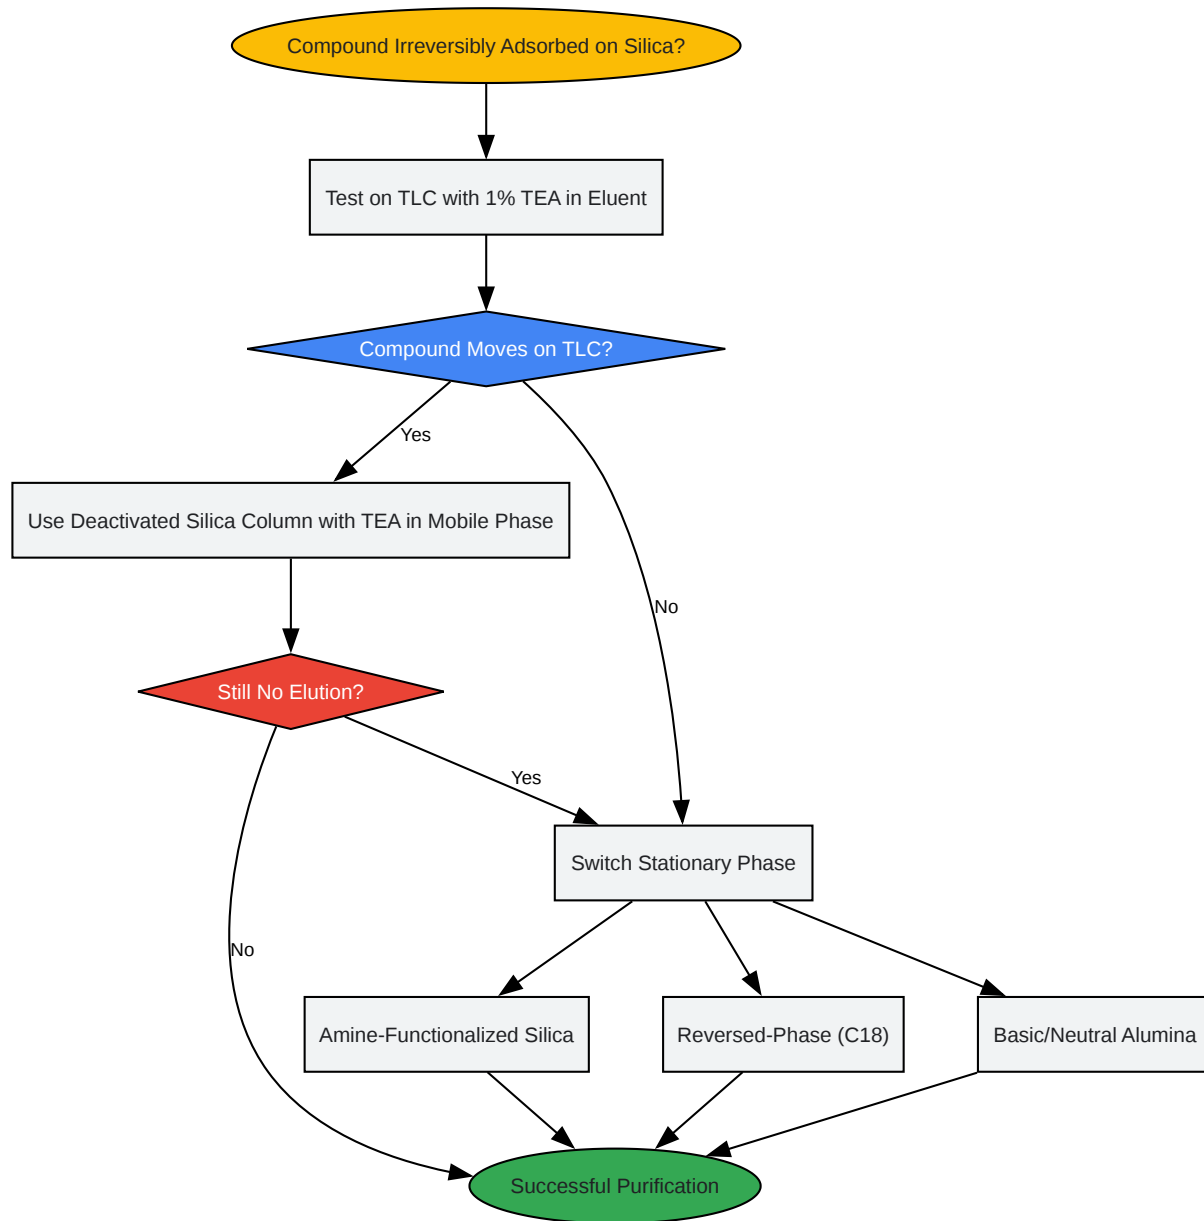 Compound Irreversibly Adsorbed on Silica?
Test on TLC with 1% TEA in Eluent
Compound Moves on TLC?
Yes
Use Deactivated Silica Column with TEA in Mobile Phase
No
Still No Elution?
Yes
Switch Stationary Phase
No
Amine-Functionalized Silica
Reversed-Phase (C18)
Basic/Neutral Alumina
Successful Purification